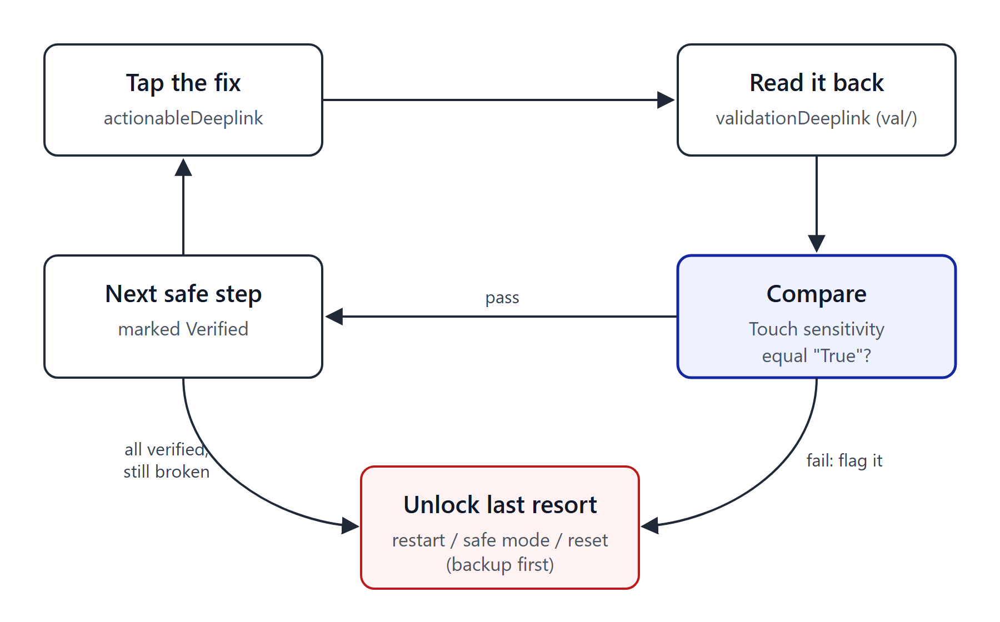 Tap the fix
actionableDeeplink
Read it back
validationDeeplink (val/)
Next safe step
marked Verified
pass
Compare
Touch sensitivity
equal "True"?
all verified,
still broken
fail: flag it
Unlock last resort
restart / safe mode / reset
(backup first)